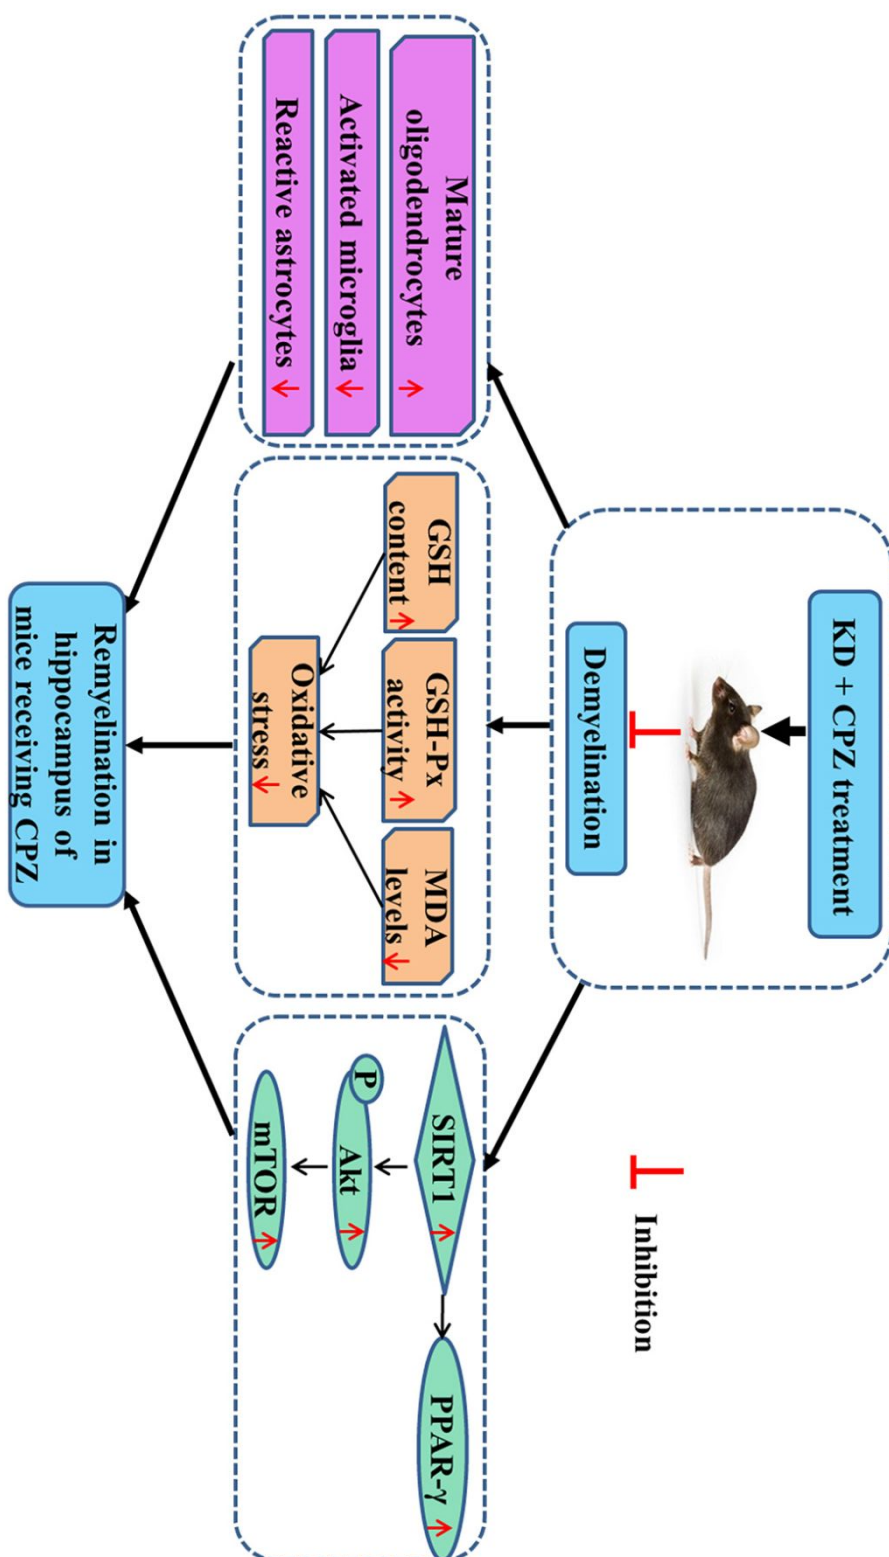 KD + CPZ treatment
Demyelination
Inhibition
Mature
oligodendrocytes ↑
Activated microglia ↓
Reactive astrocytes ↓
GSH
content ↑
GSH-Px
activity ↑
MDA
levels ↓
Oxidative
stress ↓
SIRT1 ↑
PPAR-γ ↑
P
Akt ↑
mTOR ↑
Remyelination in
hippocampus of
mice receiving CPZ